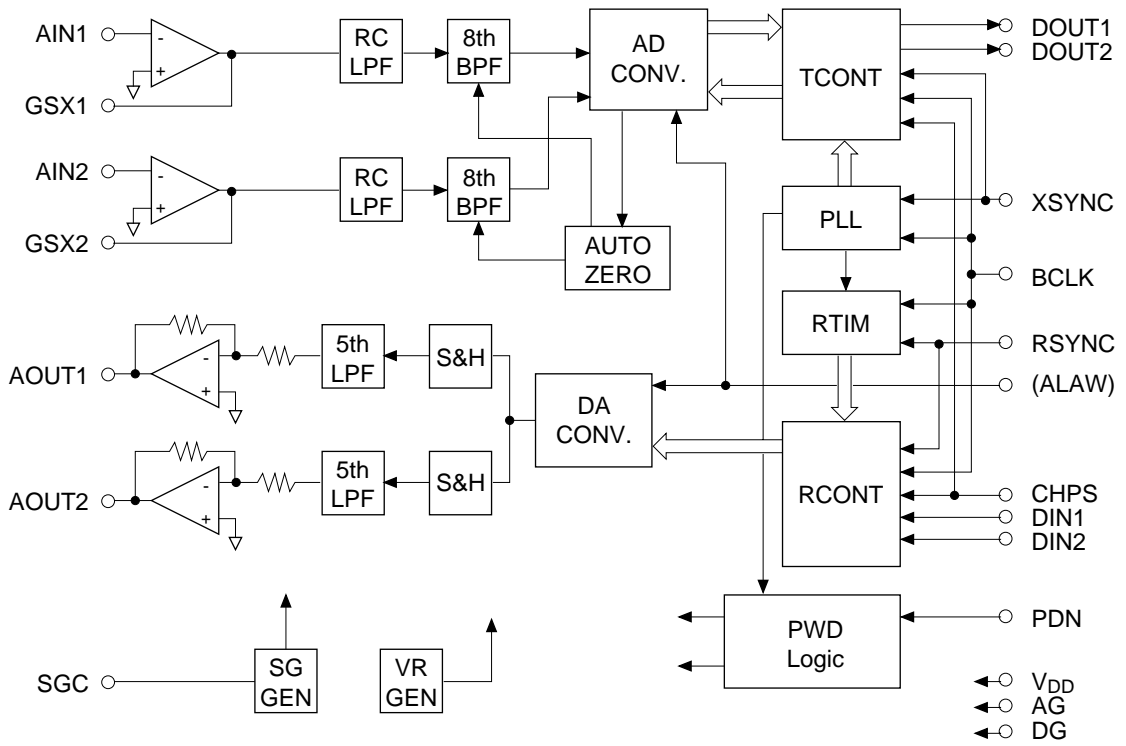 AIN1
-
+
GSX1
RC
LPF
8th
BPF
AD
CONV.
TCONT
DOUT1
DOUT2
AIN2
-
+
GSX2
RC
LPF
8th
BPF
AUTO
ZERO
PLL
XSYNC
BCLK
RTIM
RSYNC
(ALAW)
AOUT1
-
+
5th
LPF
S&H
DA
CONV.
AOUT2
-
+
5th
LPF
S&H
RCONT
CHPS
DIN1
DIN2
PWD
Logic
PDN
SGC
SG
GEN
VR
GEN
VDD
AG
DG